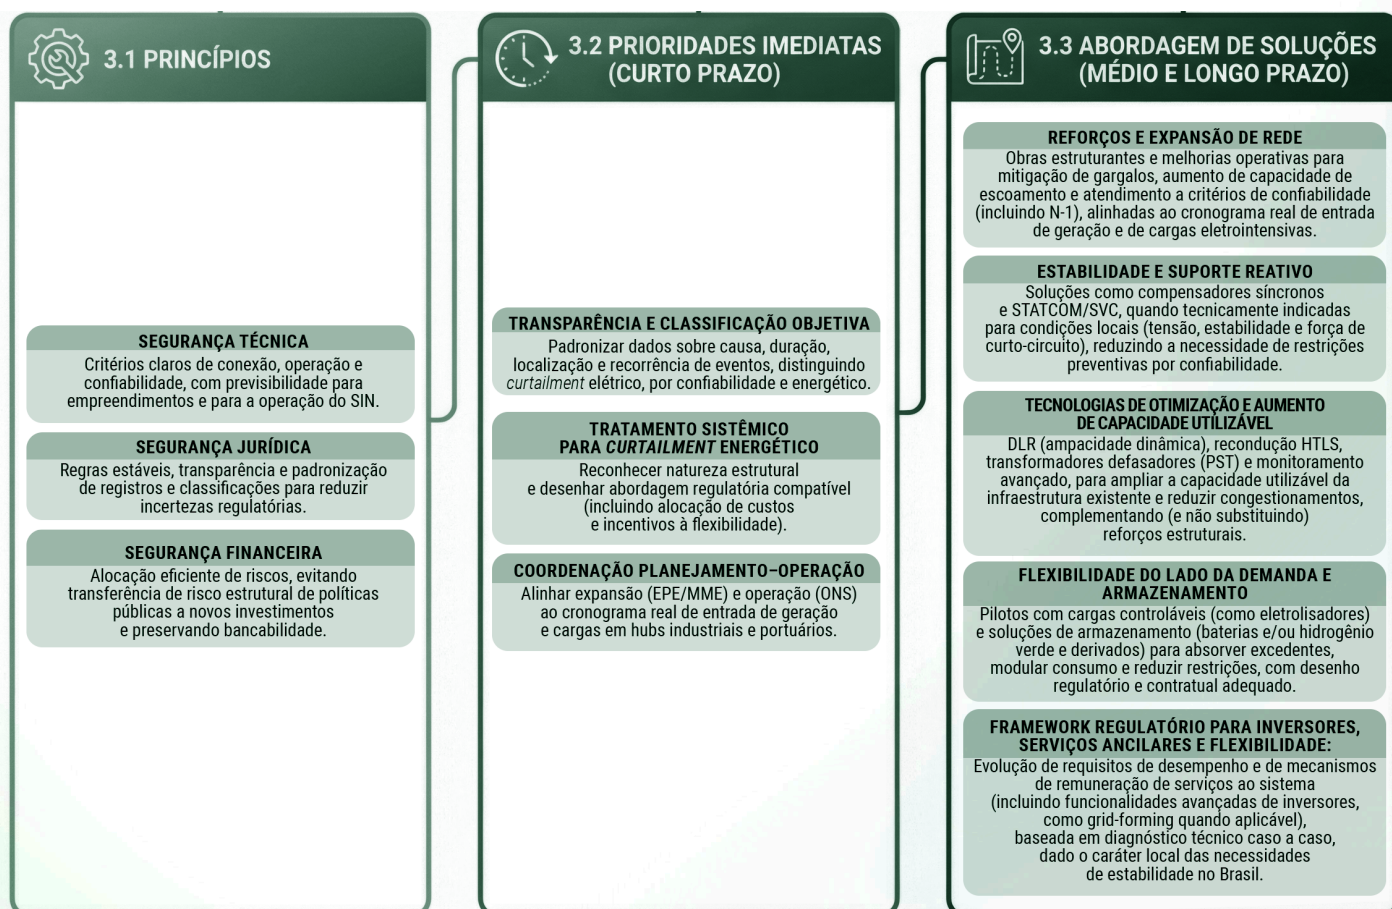 3.1 PRINCÍPIOS
SEGURANÇA TÉCNICA
Critérios claros de conexão, operação e
confiabilidade, com previsibilidade para
empreendimentos e para a operação do SIN.
SEGURANÇA JURÍDICA
Regras estáveis, transparência e padronização
de registros e classificações para reduzir
incertezas regulatórias.
SEGURANÇA FINANCEIRA
Alocação eficiente de riscos, evitando
transferência de risco estrutural de políticas
públicas a novos investimentos
e preservando bancabilidade.
3.2 PRIORIDADES IMEDIATAS
(CURTO PRAZO)
TRANSPARÊNCIA E CLASSIFICAÇÃO OBJETIVA
Padronizar dados sobre causa, duração,
localização e recorrência de eventos, distinguindo
curtailment elétrico, por confiabilidade e energético.
TRATAMENTO SISTÊMICO
PARA CURTAILMENT ENERGÉTICO
Reconhecer natureza estrutural
e desenhar abordagem regulatória compatível
(incluindo alocação de custos
e incentivos à flexibilidade).
COORDENAÇÃO PLANEJAMENTO–OPERAÇÃO
Alinhar expansão (EPE/MME) e operação (ONS)
ao cronograma real de entrada de geração
e cargas em hubs industriais e portuários.
3.3 ABORDAGEM DE SOLUÇÕES
(MÉDIO E LONGO PRAZO)
REFORÇOS E EXPANSÃO DE REDE
Obras estruturantes e melhorias operativas para
mitigação de gargalos, aumento de capacidade de
escoamento e atendimento a critérios de confiabilidade
(incluindo N-1), alinhadas ao cronograma real de entrada
de geração e de cargas eletrointensivas.
ESTABILIDADE E SUPORTE REATIVO
Soluções como compensadores síncronos
e STATCOM/SVC, quando tecnicamente indicadas
para condições locais (tensão, estabilidade e força de
curto-circuito), reduzindo a necessidade de restrições
preventivas por confiabilidade.
TECNOLOGIAS DE OTIMIZAÇÃO E AUMENTO
DE CAPACIDADE UTILIZÁVEL
DLR (ampacidade dinâmica), recondução HTLS,
transformadores defasadores (PST) e monitoramento
avançado, para ampliar a capacidade utilizável da
infraestrutura existente e reduzir congestionamentos,
complementando (e não substituindo)
reforços estruturais.
FLEXIBILIDADE DO LADO DA DEMANDA E
ARMAZENAMENTO
Pilotos com cargas controláveis (como eletrolisadores)
e soluções de armazenamento (baterias e/ou hidrogênio
verde e derivados) para absorver excedentes,
modular consumo e reduzir restrições, com desenho
regulatório e contratual adequado.
FRAMEWORK REGULATÓRIO PARA INVERSORES,
SERVIÇOS ANCILARES E FLEXIBILIDADE:
Evolução de requisitos de desempenho e de mecanismos
de remuneração de serviços ao sistema
(incluindo funcionalidades avançadas de inversores,
como grid-forming quando aplicável),
baseada em diagnóstico técnico caso a caso,
dado o caráter local das necessidades
de estabilidade no Brasil.